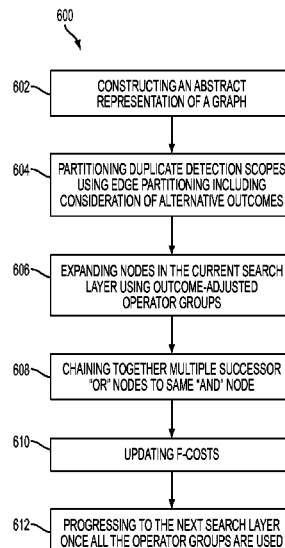 600
602
CONSTRUCTING AN ABSTRACT
REPRESENTATION OF A GRAPH
604
PARTITIONING DUPLICATE DETECTION SCOPES
USING EDGE PARTITIONING INCLUDING
CONSIDERATION OF ALTERNATIVE OUTCOMES
606
EXPANDING NODES IN THE CURRENT SEARCH
LAYER USING OUTCOME-ADJUSTED
OPERATOR GROUPS
608
CHAINING TOGETHER MULTIPLE SUCCESSOR
"OR" NODES TO SAME "AND" NODE
610
UPDATING F-COSTS
612
PROGRESSING TO THE NEXT SEARCH LAYER
ONCE ALL THE OPERATOR GROUPS ARE USED